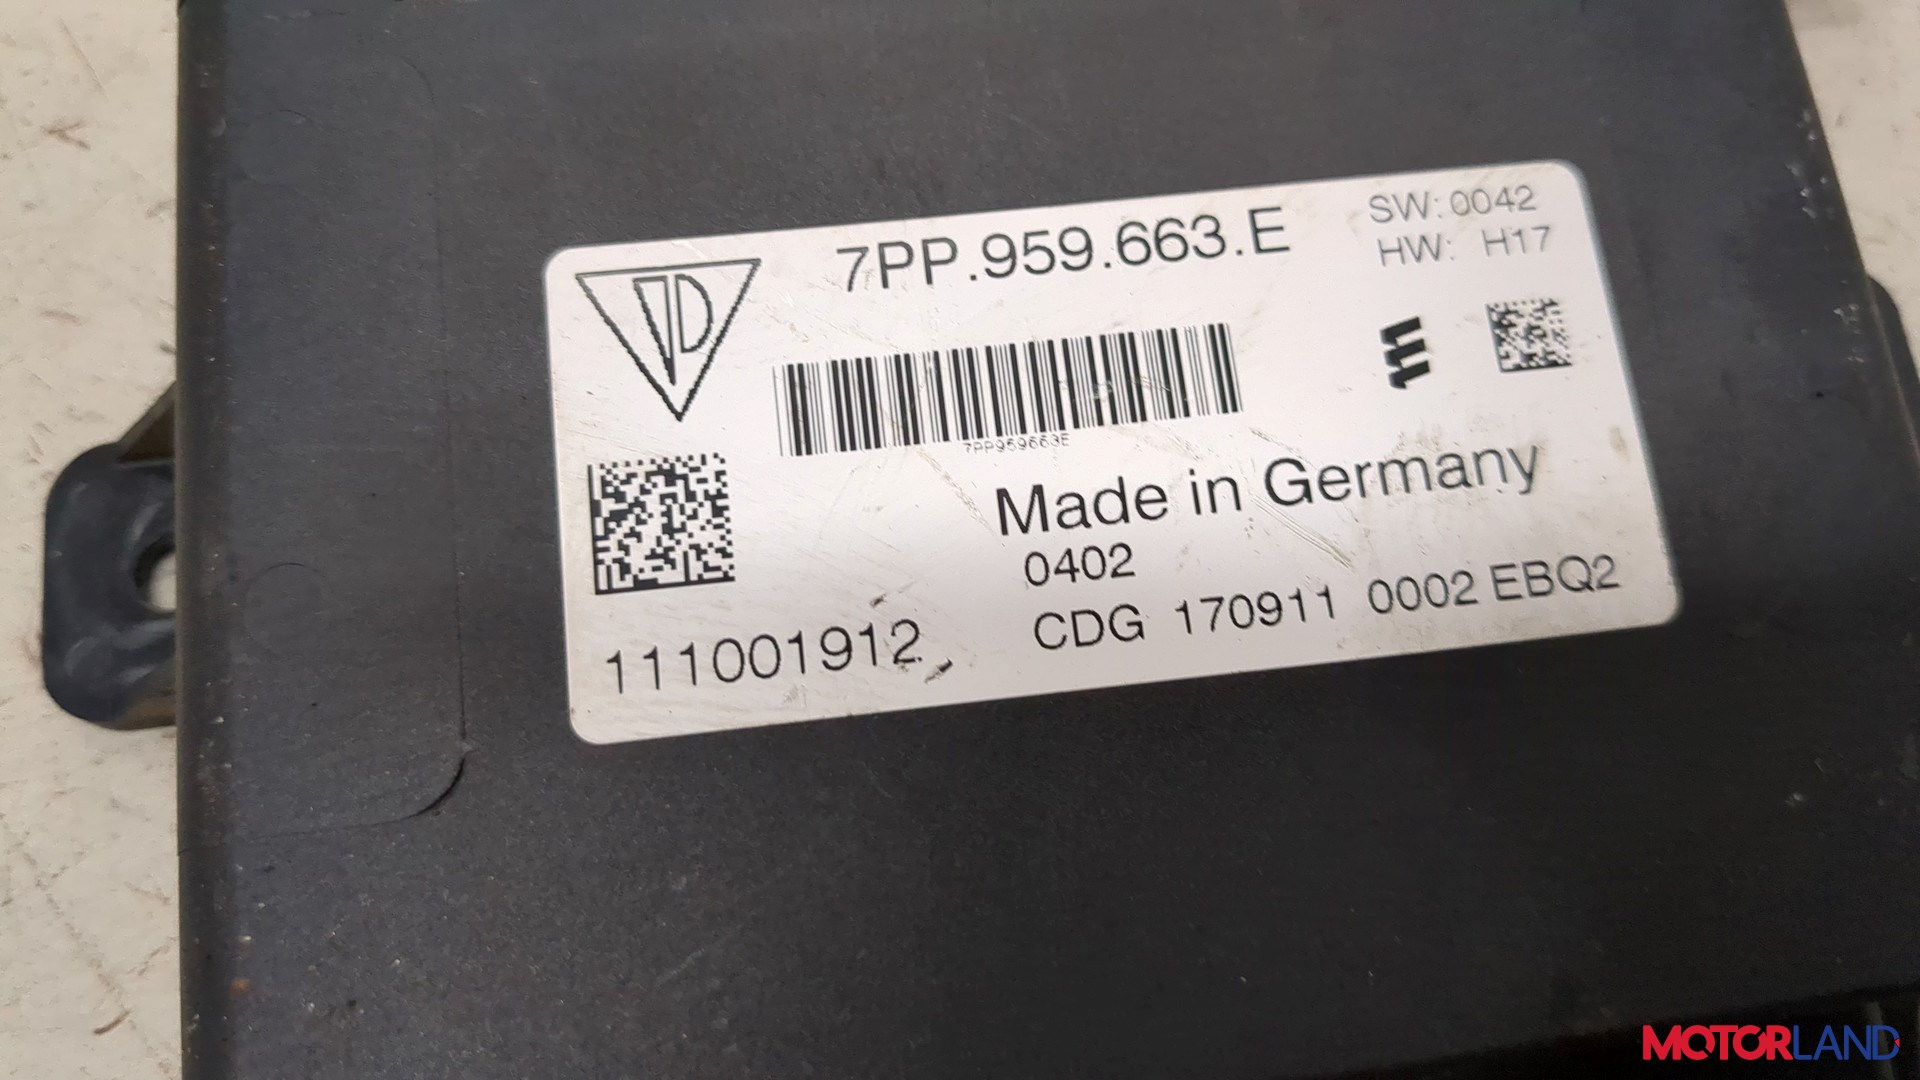 7PP.959.663.E
SW:0042
HW: H17
7PP959663E
Made in Germany
0402
111001912
CDG 170911 0002 EBQ2
MOTORLAND